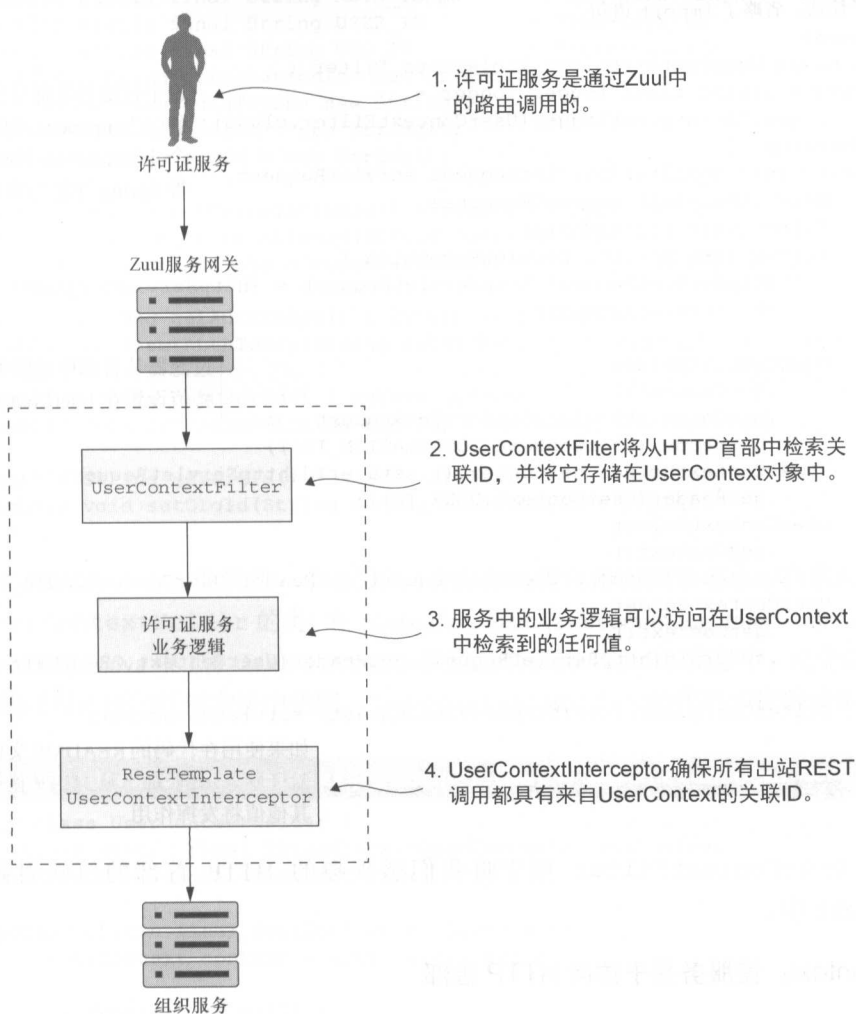 1. 许可证服务是通过Zuul中
的路由调用的。
许可证服务
Zuul服务网关
2. UserContextFilter将从HTTP首部中检索关
联ID，并将它存储在UserContext对象中。
UserContextFilter
3. 服务中的业务逻辑可以访问在UserContext
中检索到的任何值。
许可证服务
业务逻辑
RestTemplate
UserContextInterceptor
4. UserContextInterceptor确保所有出站REST
调用都具有来自UserContext的关联ID。
组织服务